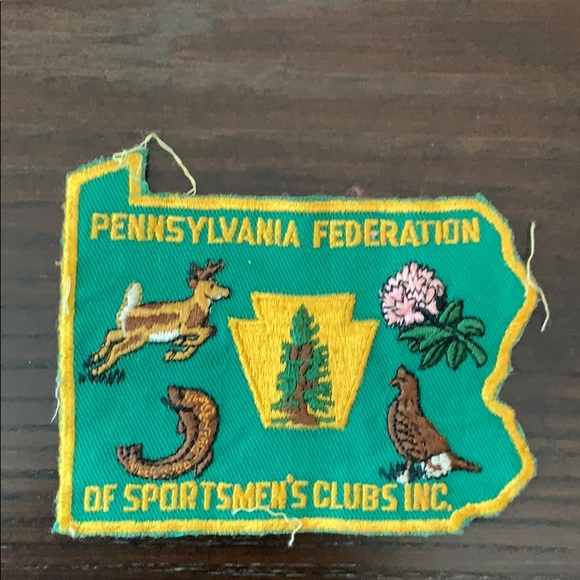 PENNSYLVANIA FEDERATION
OF SPORTSMEN'S CLUBS INC.